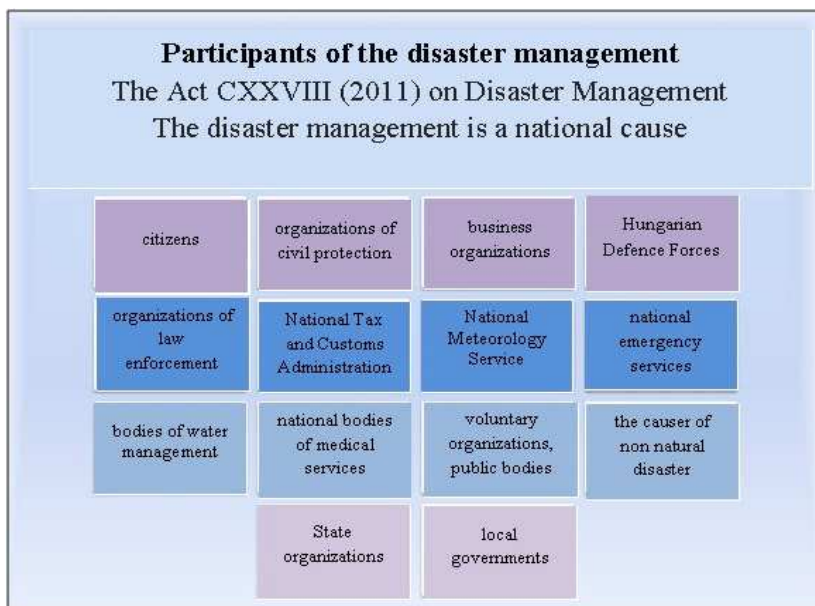 Participants of the disaster management
The Act CXXVIII (2011) on Disaster Management
The disaster management is a national cause
citizens
organizations of
civil protection
business
organizations
Hungarian
Defence Forces
organizations of
law
enforcement
National Tax
and Customs
Administration
National
Meteorology
Service
national
emergency
services
bodies of water
management
national bodies
of medical
services
voluntary
organizations,
public bodies
the causer of
non natural
disaster
State
organizations
local
governments